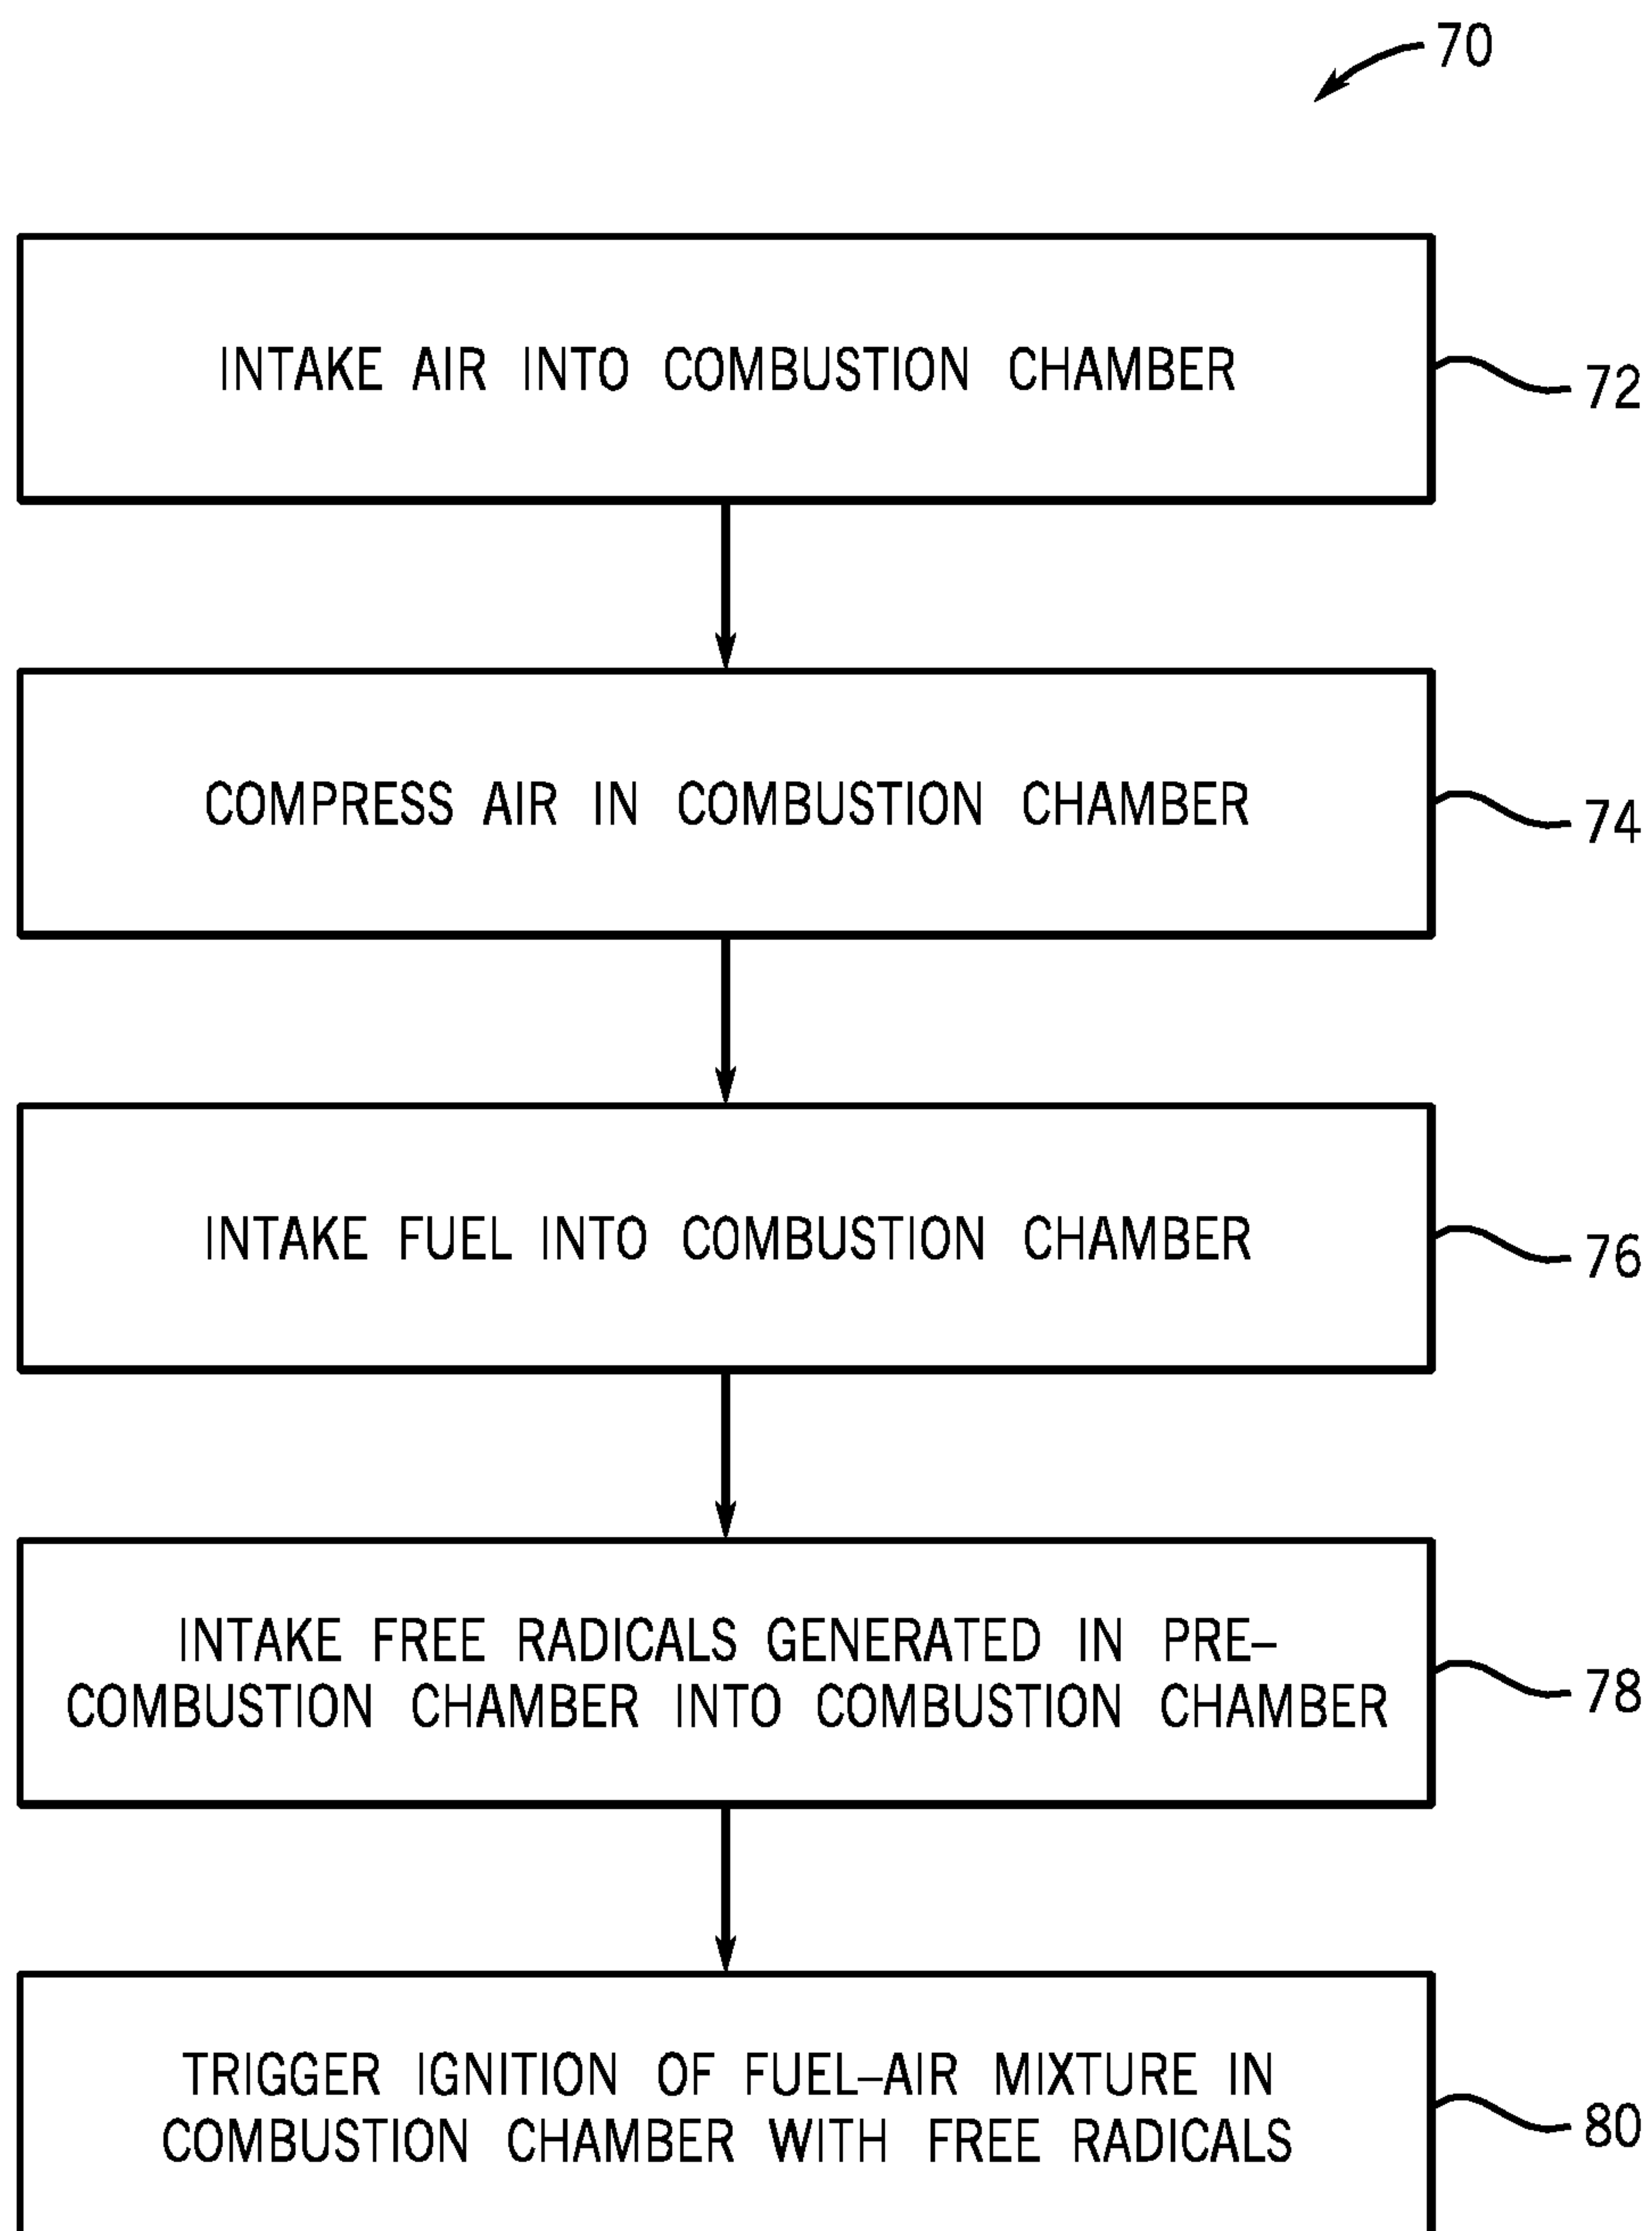 70
INTAKE AIR INTO COMBUSTION CHAMBER
72
COMPRESS AIR IN COMBUSTION CHAMBER
74
INTAKE FUEL INTO COMBUSTION CHAMBER
76
INTAKE FREE RADICALS GENERATED IN PRE–
COMBUSTION CHAMBER INTO COMBUSTION CHAMBER
78
TRIGGER IGNITION OF FUEL–AIR MIXTURE IN
COMBUSTION CHAMBER WITH FREE RADICALS
80